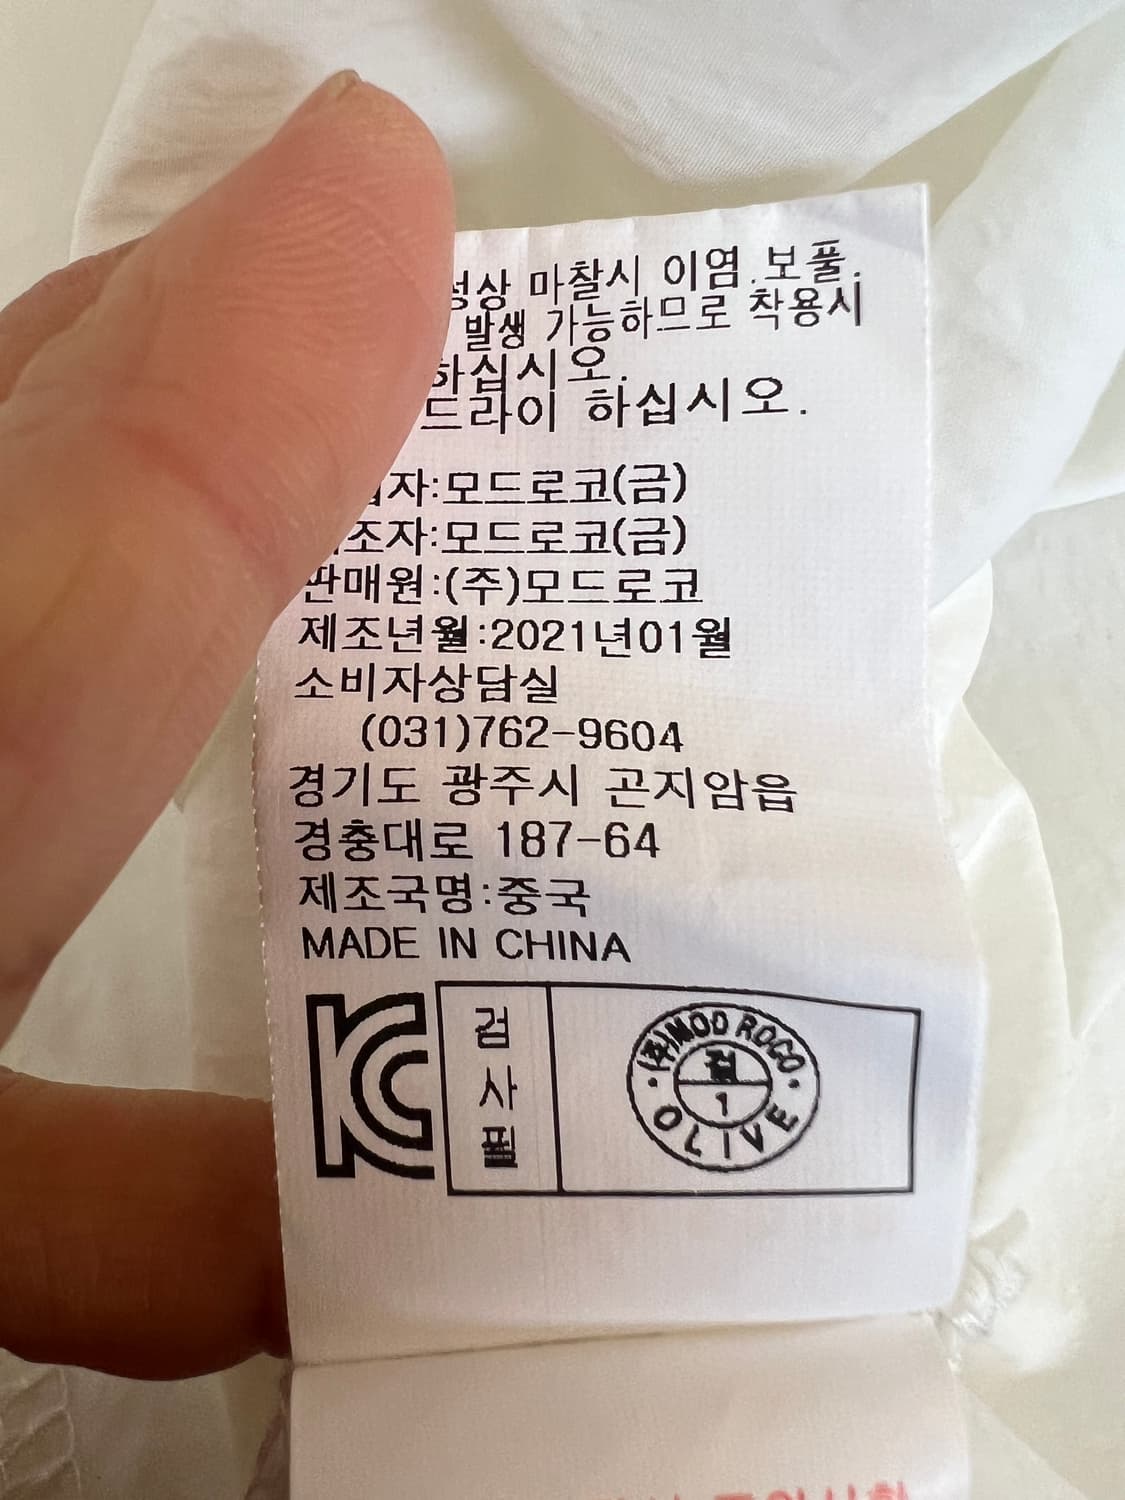 성상 마찰시 이염.보풀.
발생 가능하므로 착용시
하십시오.
드라이 하십시오.
자:모드로코(금)
조자:모드로코(금)
판매원:(주)모드로코
제조년월:2021년01월
소비자상담실
(031)762-9604
경기도 광주시 곤지암읍
경충대로 187-64
제조국명:중국
MADE IN CHINA
KC
검사필
(주)MOD ROCO
검
1
OLIVE